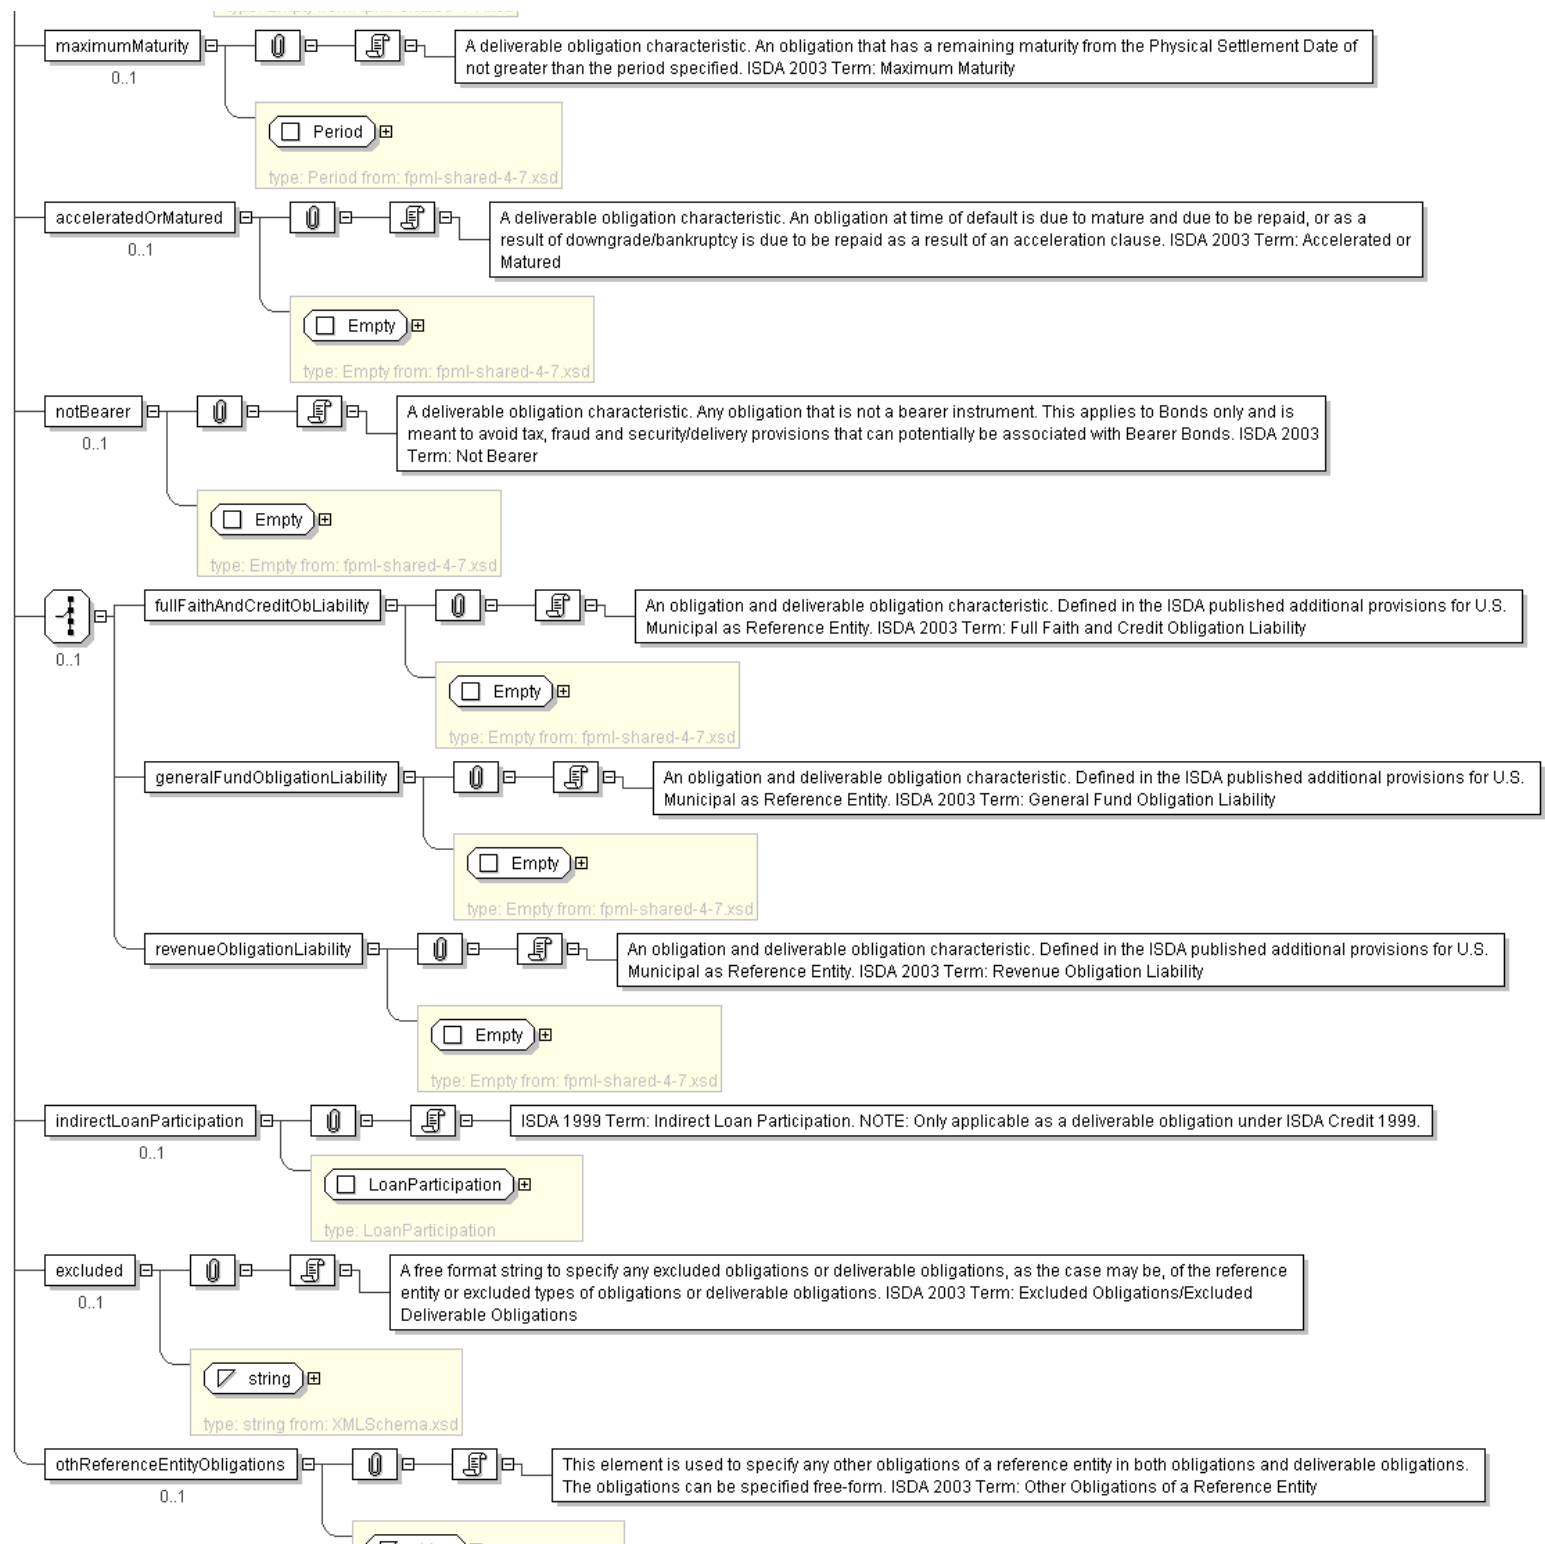 type: Empty from: fpml-shared-4-7.xsd
maximumMaturity
0..1
A deliverable obligation characteristic. An obligation that has a remaining maturity from the Physical Settlement Date of
not greater than the period specified. ISDA 2003 Term: Maximum Maturity
Period
type: Period from: fpml-shared-4-7.xsd
acceleratedOrMatured
0..1
A deliverable obligation characteristic. An obligation at time of default is due to mature and due to be repaid, or as a
result of downgrade/bankruptcy is due to be repaid as a result of an acceleration clause. ISDA 2003 Term: Accelerated or
Matured
Empty
type: Empty from: fpml-shared-4-7.xsd
notBearer
0..1
A deliverable obligation characteristic. Any obligation that is not a bearer instrument. This applies to Bonds only and is
meant to avoid tax, fraud and security/delivery provisions that can potentially be associated with Bearer Bonds. ISDA 2003
Term: Not Bearer
Empty
type: Empty from: fpml-shared-4-7.xsd
0..1
fullFaithAndCreditObLiability
An obligation and deliverable obligation characteristic. Defined in the ISDA published additional provisions for U.S.
Municipal as Reference Entity. ISDA 2003 Term: Full Faith and Credit Obligation Liability
Empty
type: Empty from: fpml-shared-4-7.xsd
generalFundObligationLiability
An obligation and deliverable obligation characteristic. Defined in the ISDA published additional provisions for U.S.
Municipal as Reference Entity. ISDA 2003 Term: General Fund Obligation Liability
Empty
type: Empty from: fpml-shared-4-7.xsd
revenueObligationLiability
An obligation and deliverable obligation characteristic. Defined in the ISDA published additional provisions for U.S.
Municipal as Reference Entity. ISDA 2003 Term: Revenue Obligation Liability
Empty
type: Empty from: fpml-shared-4-7.xsd
indirectLoanParticipation
0..1
ISDA 1999 Term: Indirect Loan Participation. NOTE: Only applicable as a deliverable obligation under ISDA Credit 1999.
LoanParticipation
type: LoanParticipation
excluded
0..1
A free format string to specify any excluded obligations or deliverable obligations, as the case may be, of the reference
entity or excluded types of obligations or deliverable obligations. ISDA 2003 Term: Excluded Obligations/Excluded
Deliverable Obligations
string
type: string from: XMLSchema.xsd
othReferenceEntityObligations
0..1
This element is used to specify any other obligations of a reference entity in both obligations and deliverable obligations.
The obligations can be specified free-form. ISDA 2003 Term: Other Obligations of a Reference Entity